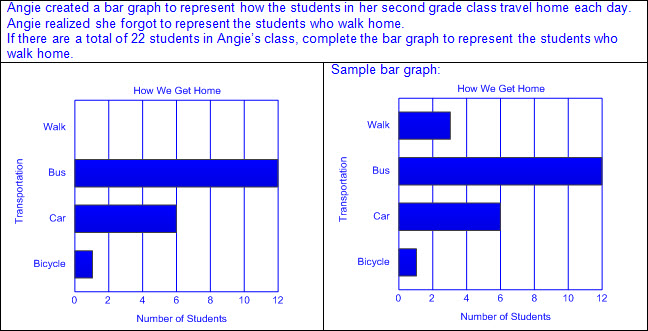 Angie created a bar graph to represent how the students in her second grade class travel home each day.
Angie realized she forgot to represent the students who walk home.
If there are a total of 22 students in Angie's class, complete the bar graph to represent the students who
walk home.
How We Get Home
Transportation
Walk
Bus
Car
Bicycle
0 2 4 6 8 10 12
Number of Students
Sample bar graph:
How We Get Home
Transportation
Walk
Bus
Car
Bicycle
0 2 4 6 8 10 12
Number of Students